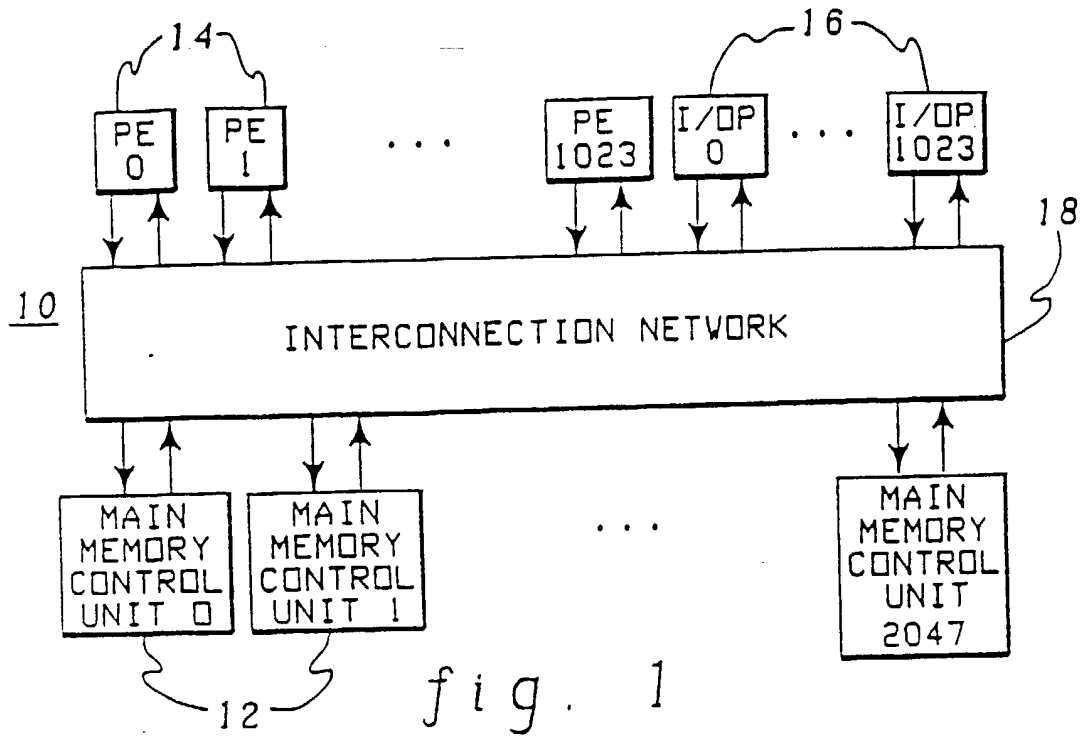 14
16
PE
0
PE
1
...
PE
1023
I/OP
0
...
I/OP
1023
18
10
INTERCONNECTION NETWORK
MAIN
MEMORY
CONTROL
UNIT 0
MAIN
MEMORY
CONTROL
UNIT 1
...
MAIN
MEMORY
CONTROL
UNIT
2047
12
fig. 1